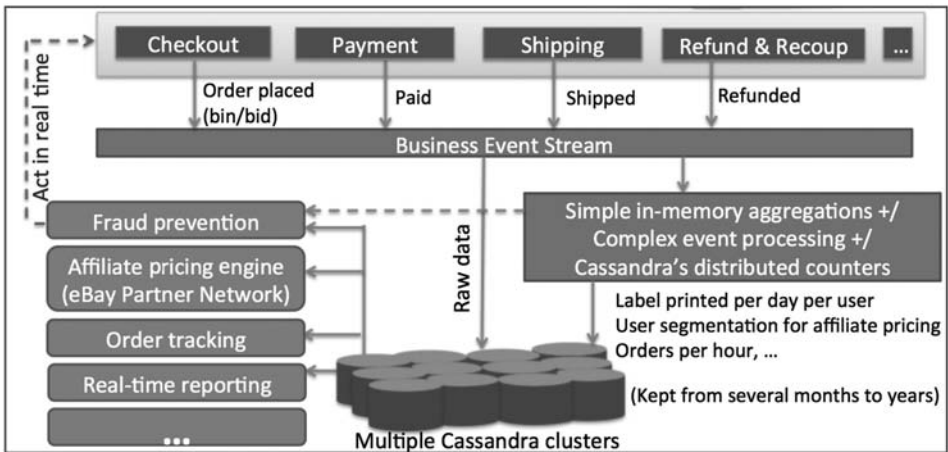 Checkout
Payment
Shipping
Refund & Recoup
...
Act in real time
Order placed
(bin/bid)
Paid
Shipped
Refunded
Business Event Stream
Fraud prevention
Affiliate pricing engine
(eBay Partner Network)
Order tracking
Real-time reporting
...
Raw data
Simple in-memory aggregations +/
Complex event processing +/
Cassandra's distributed counters
Label printed per day per user
User segmentation for affiliate pricing
Orders per hour, ...
(Kept from several months to years)
Multiple Cassandra clusters